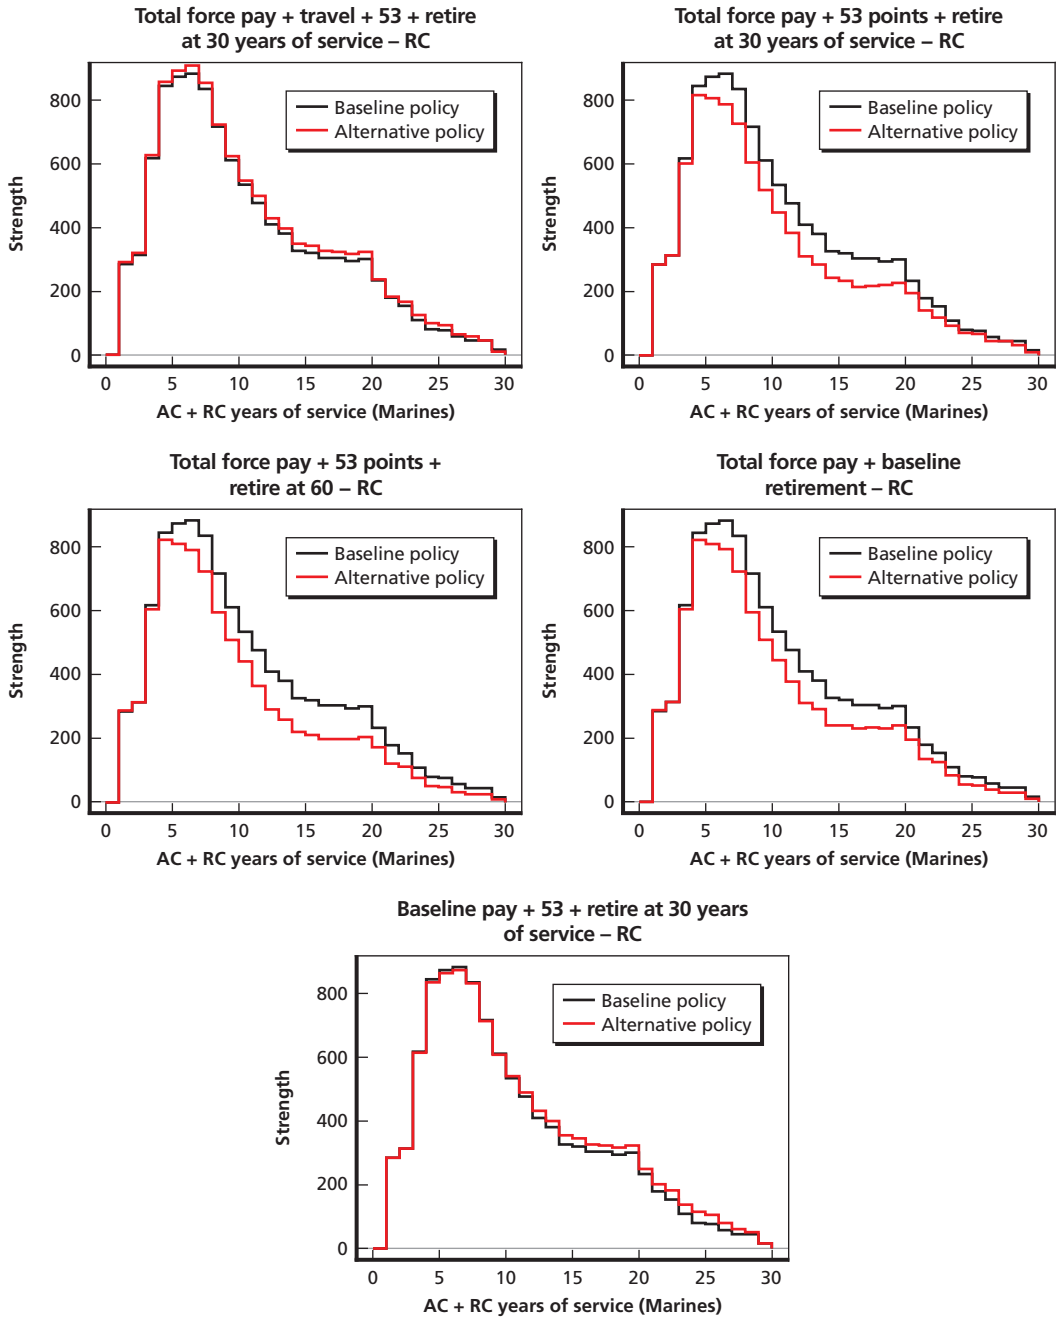 Total force pay + travel + 53 + retire
at 30 years of service – RC
800
600
400
200
0
Strength
Baseline policy
Alternative policy
0 5 10 15 20 25 30
AC + RC years of service (Marines)
Total force pay + 53 points + retire
at 30 years of service – RC
800
600
400
200
0
Strength
Baseline policy
Alternative policy
0 5 10 15 20 25 30
AC + RC years of service (Marines)
Total force pay + 53 points +
retire at 60 – RC
800
600
400
200
0
Strength
Baseline policy
Alternative policy
0 5 10 15 20 25 30
AC + RC years of service (Marines)
Total force pay + baseline
retirement – RC
800
600
400
200
0
Strength
Baseline policy
Alternative policy
0 5 10 15 20 25 30
AC + RC years of service (Marines)
Baseline pay + 53 + retire at 30 years
of service – RC
800
600
400
200
0
Strength
Baseline policy
Alternative policy
0 5 10 15 20 25 30
AC + RC years of service (Marines)